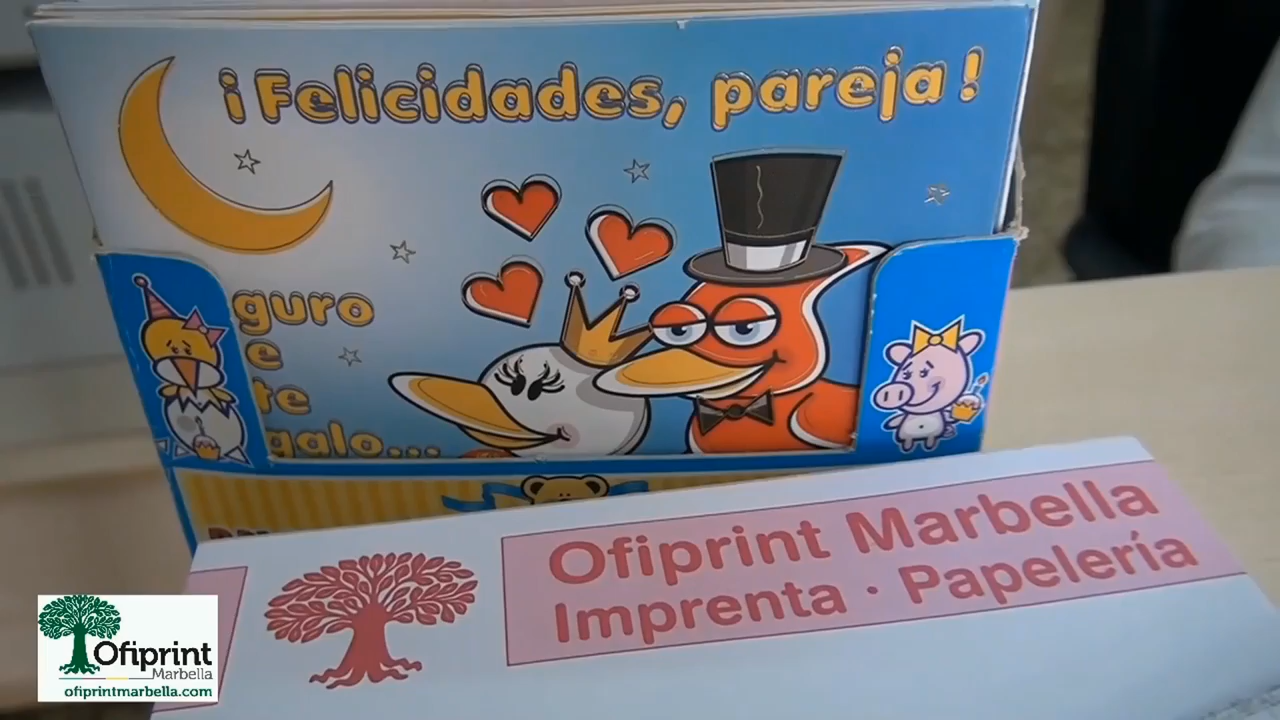 ¡Felicidades, pareja!
guro
e
te
galo...
Ofiprint Marbella
Imprenta · Papelería
Ofiprint
Marbella
ofiprintmarbella.com